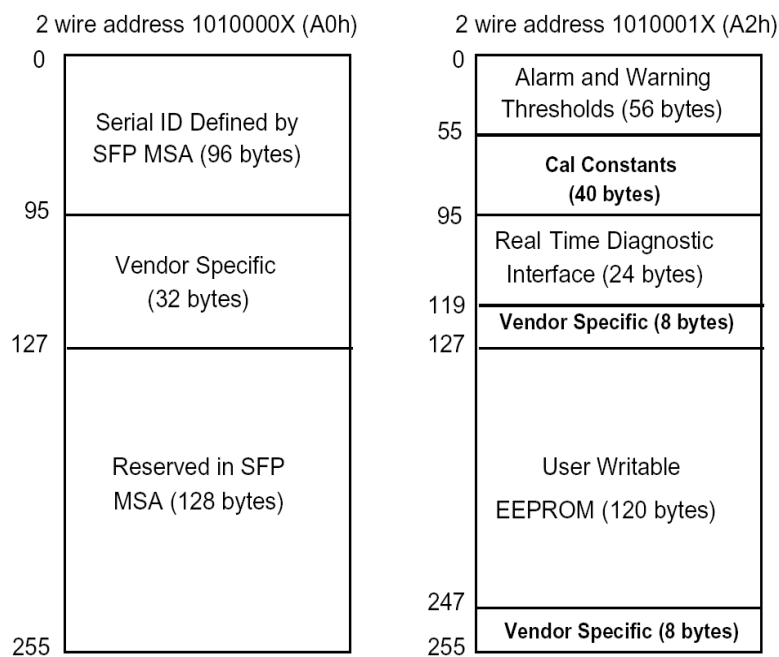 2 wire address 1010000X (A0h)
0
Serial ID Defined by
SFP MSA (96 bytes)
95
Vendor Specific
(32 bytes)
127
Reserved in SFP
MSA (128 bytes)
255
2 wire address 1010001X (A2h)
0
Alarm and Warning
Thresholds (56 bytes)
55
Cal Constants
(40 bytes)
95
Real Time Diagnostic
Interface (24 bytes)
119
Vendor Specific (8 bytes)
127
User Writable
EEPROM (120 bytes)
247
Vendor Specific (8 bytes)
255